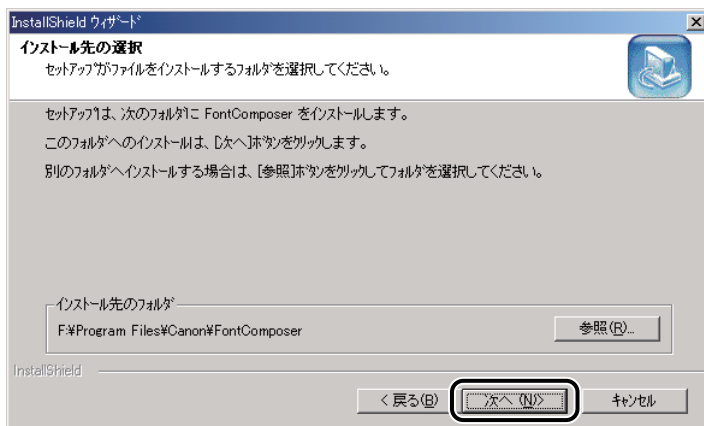 InstallShield ウィザード
インストール先の選択
セットアップがファイルをインストールするフォルダを選択してください。
セットアップは、次のフォルダに FontComposer をインストールします。
このフォルダへのインストールは、[次へ]ボタンをクリックします。
別のフォルダへインストールする場合は、[参照]ボタンをクリックしてフォルダを選択してください。
インストール先のフォルダ
F:¥Program Files¥Canon¥FontComposer
参照(R)...
InstallShield
< 戻る(B)
次へ (N)>
キャンセル